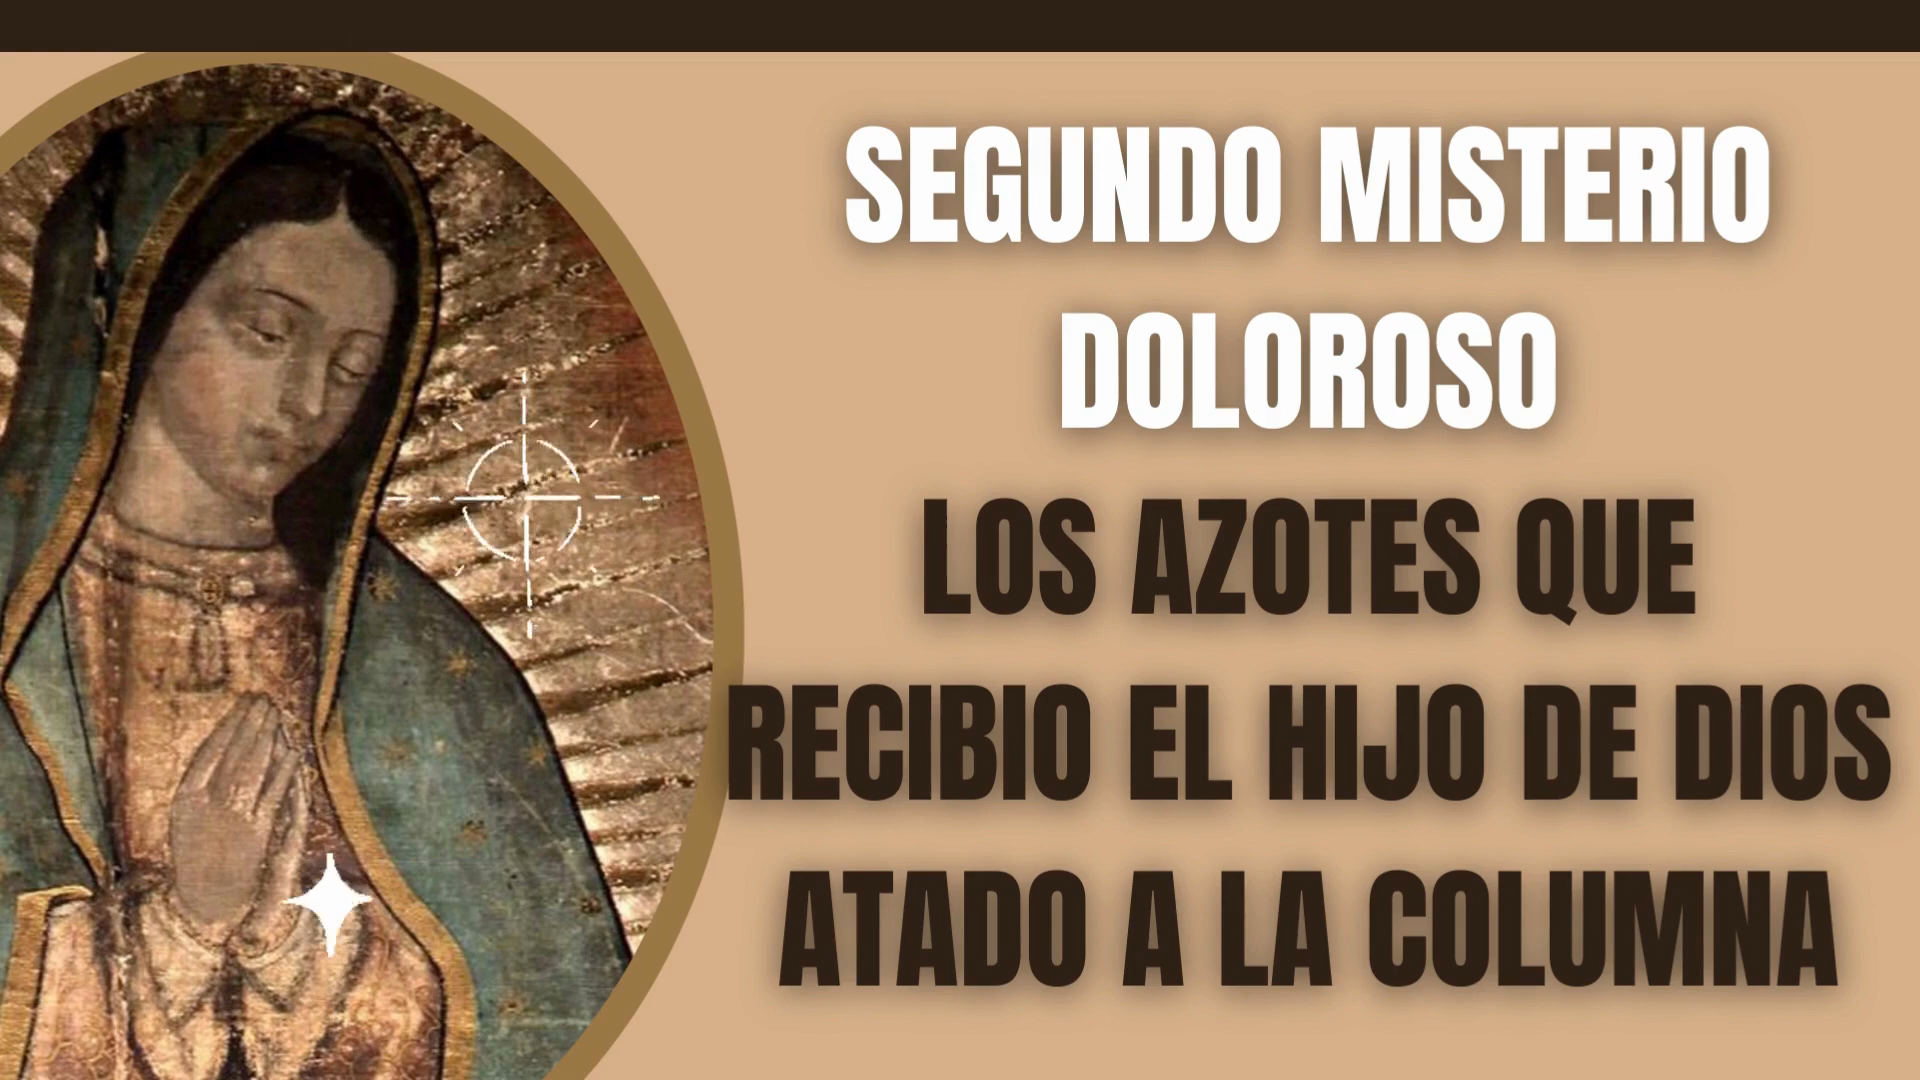 SEGUNDO MISTERIO
DOLOROSO
LOS AZOTES QUE
RECIBIO EL HIJO DE DIOS
ATADO A LA COLUMNA